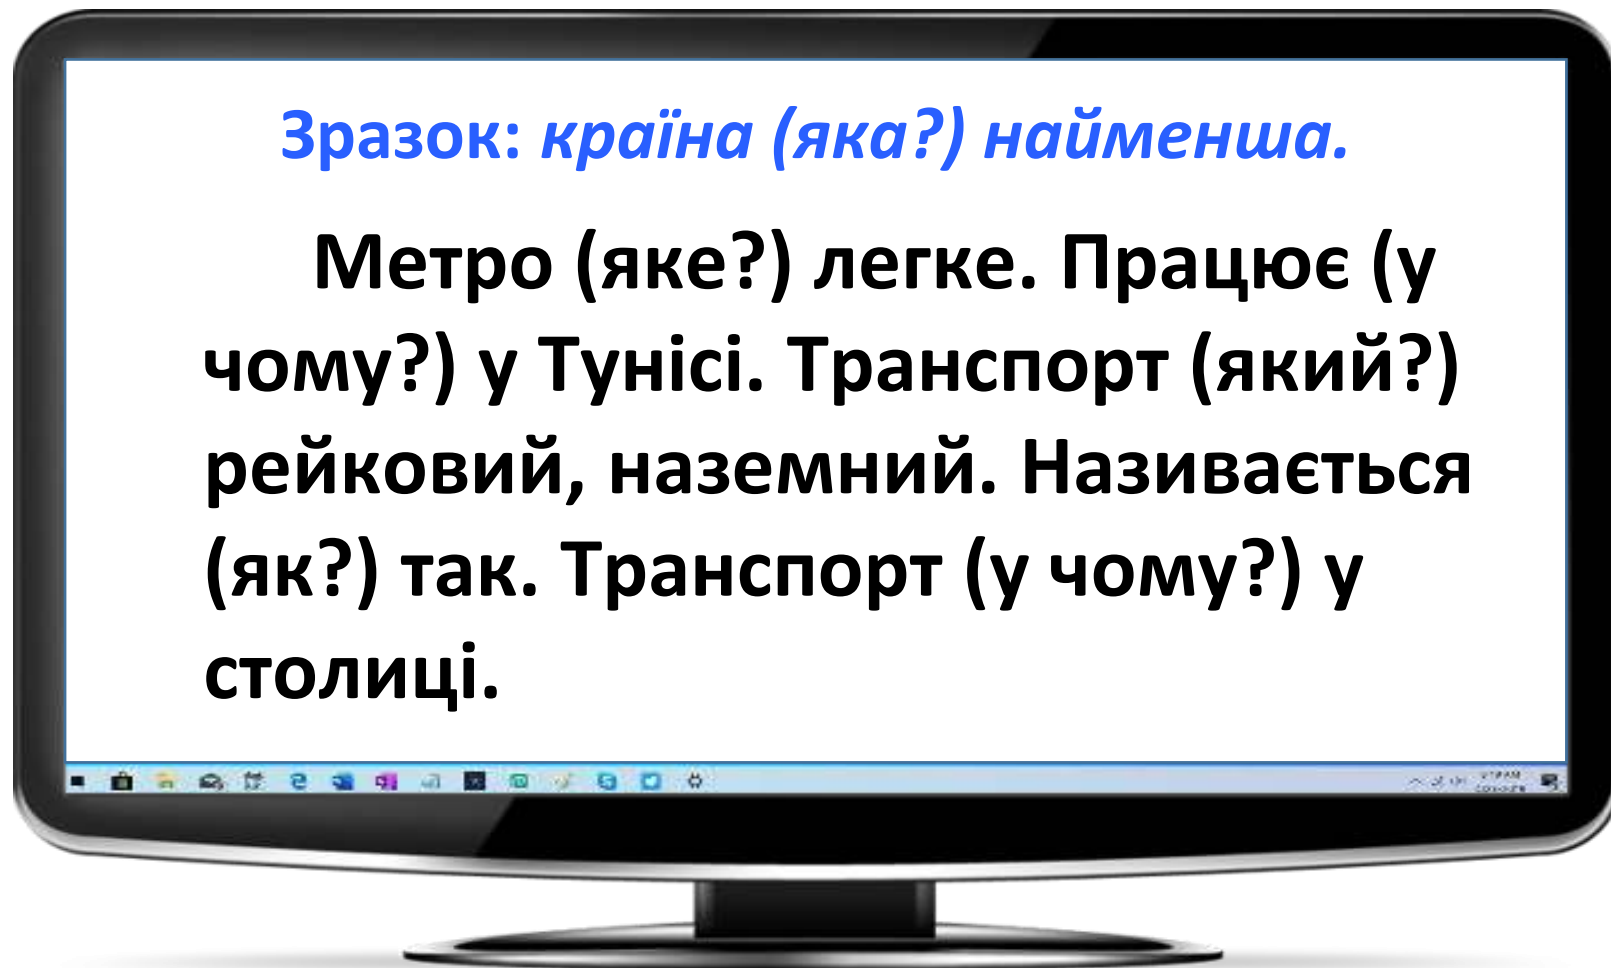 Зразок: країна (яка?) найменша.
Метро (яке?) легке. Працює (у
чому?) у Тунісі. Транспорт (який?)
рейковий, наземний. Називається
(як?) так. Транспорт (у чому?) у
столиці.